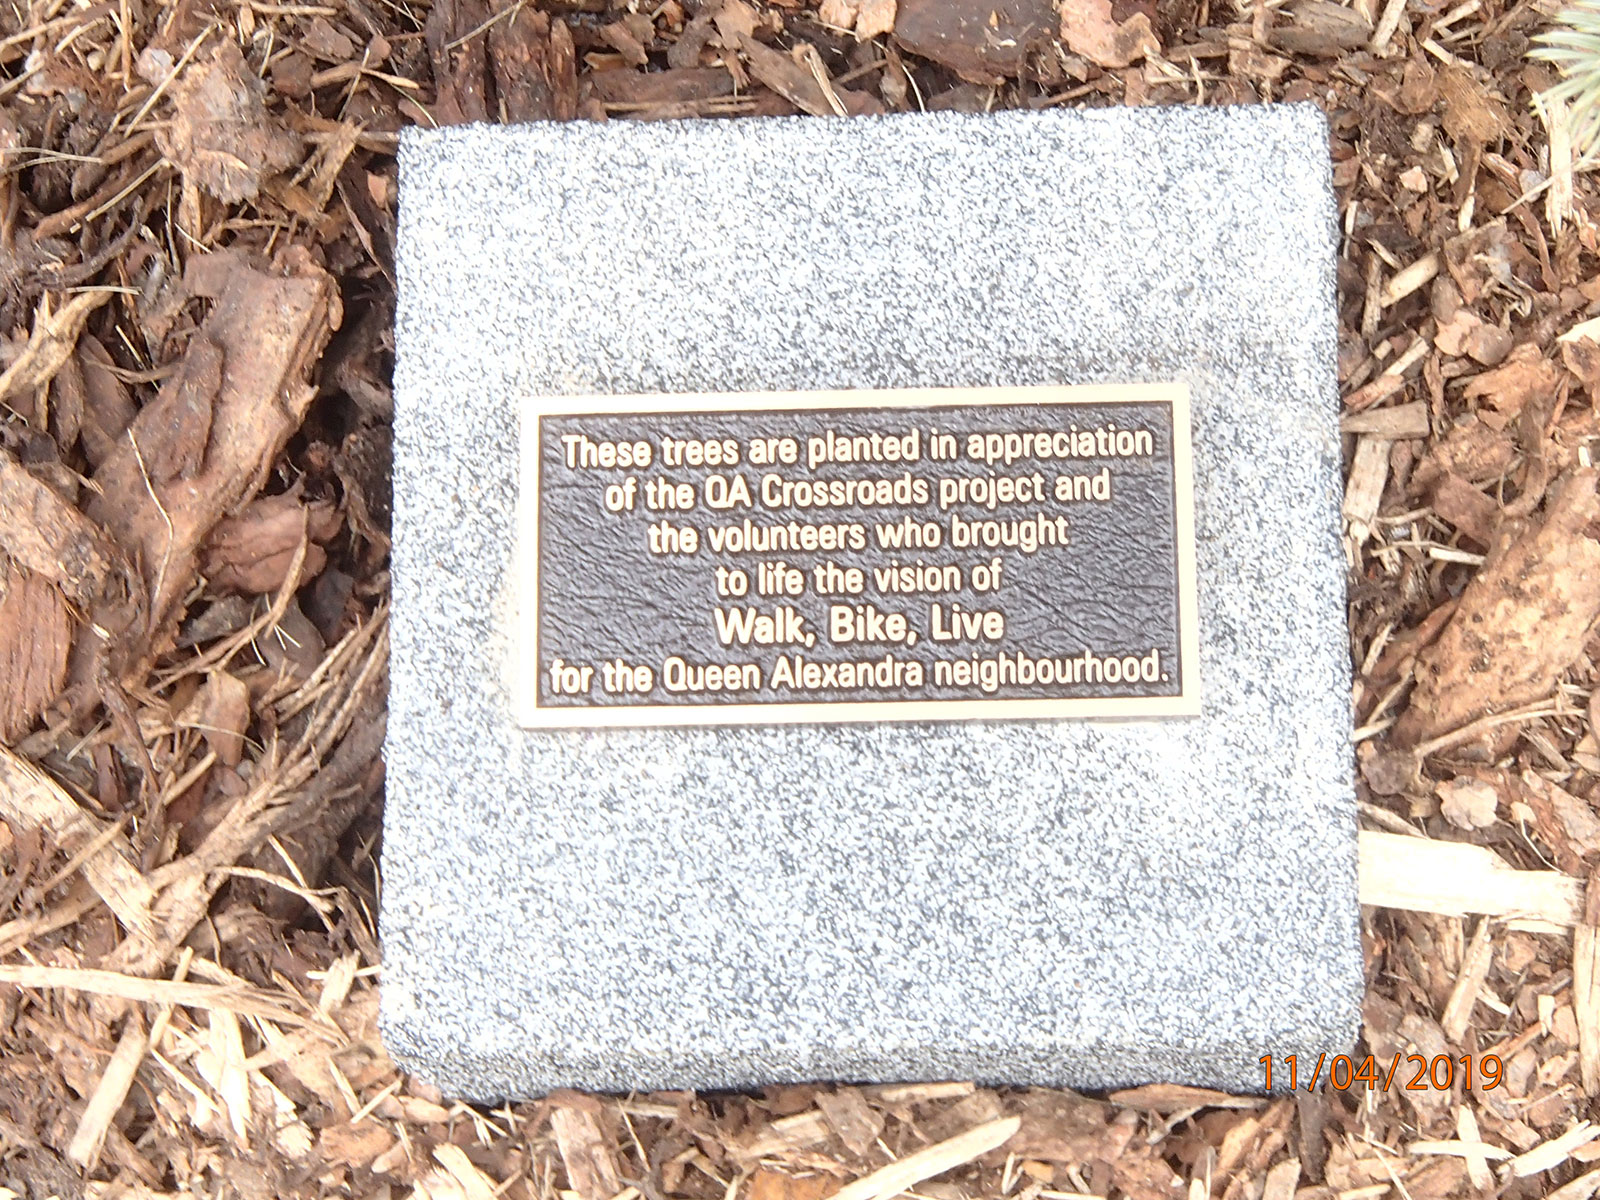 These trees are planted in appreciation
of the QA Crossroads project and
the volunteers who brought
to life the vision of
Walk, Bike, Live
for the Queen Alexandra neighbourhood.
11/04/2019